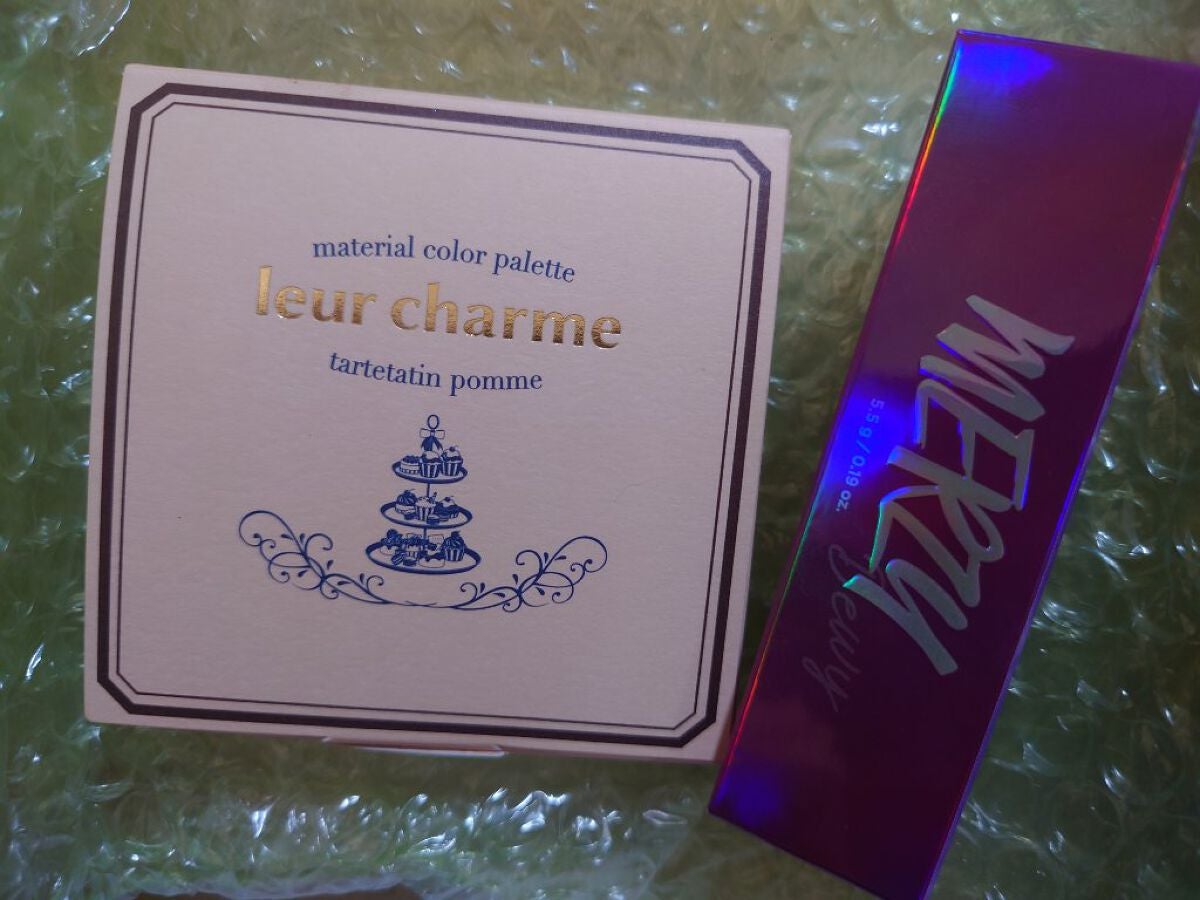 material color palette
leur charme
tartetatin pomme
MERZY
5.5 g / 0.19 oz.
Dewy